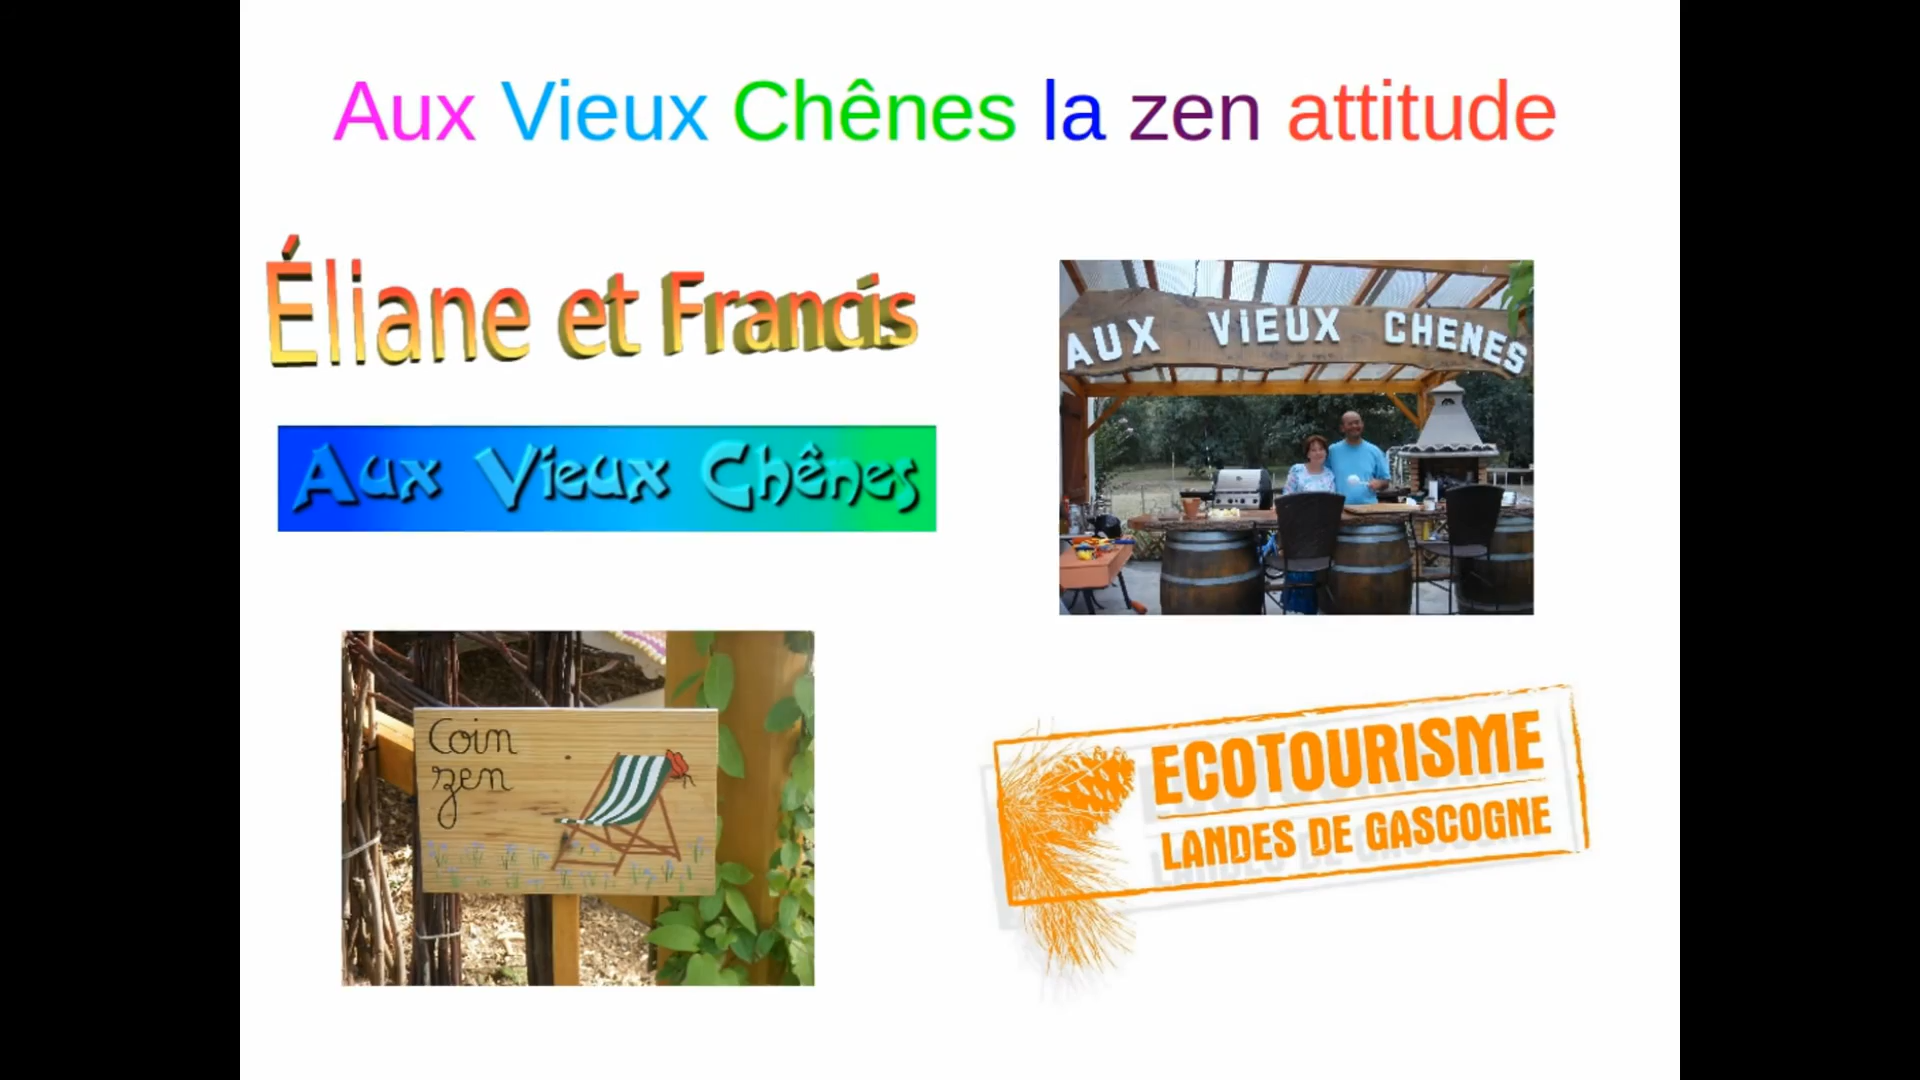 Aux Vieux Chênes la zen attitude
Éliane et Francis
AUX VIEUX CHENES
Aux Vieux Chênes
Coin
zen
ECOTOURISME
LANDES DE GASCOGNE